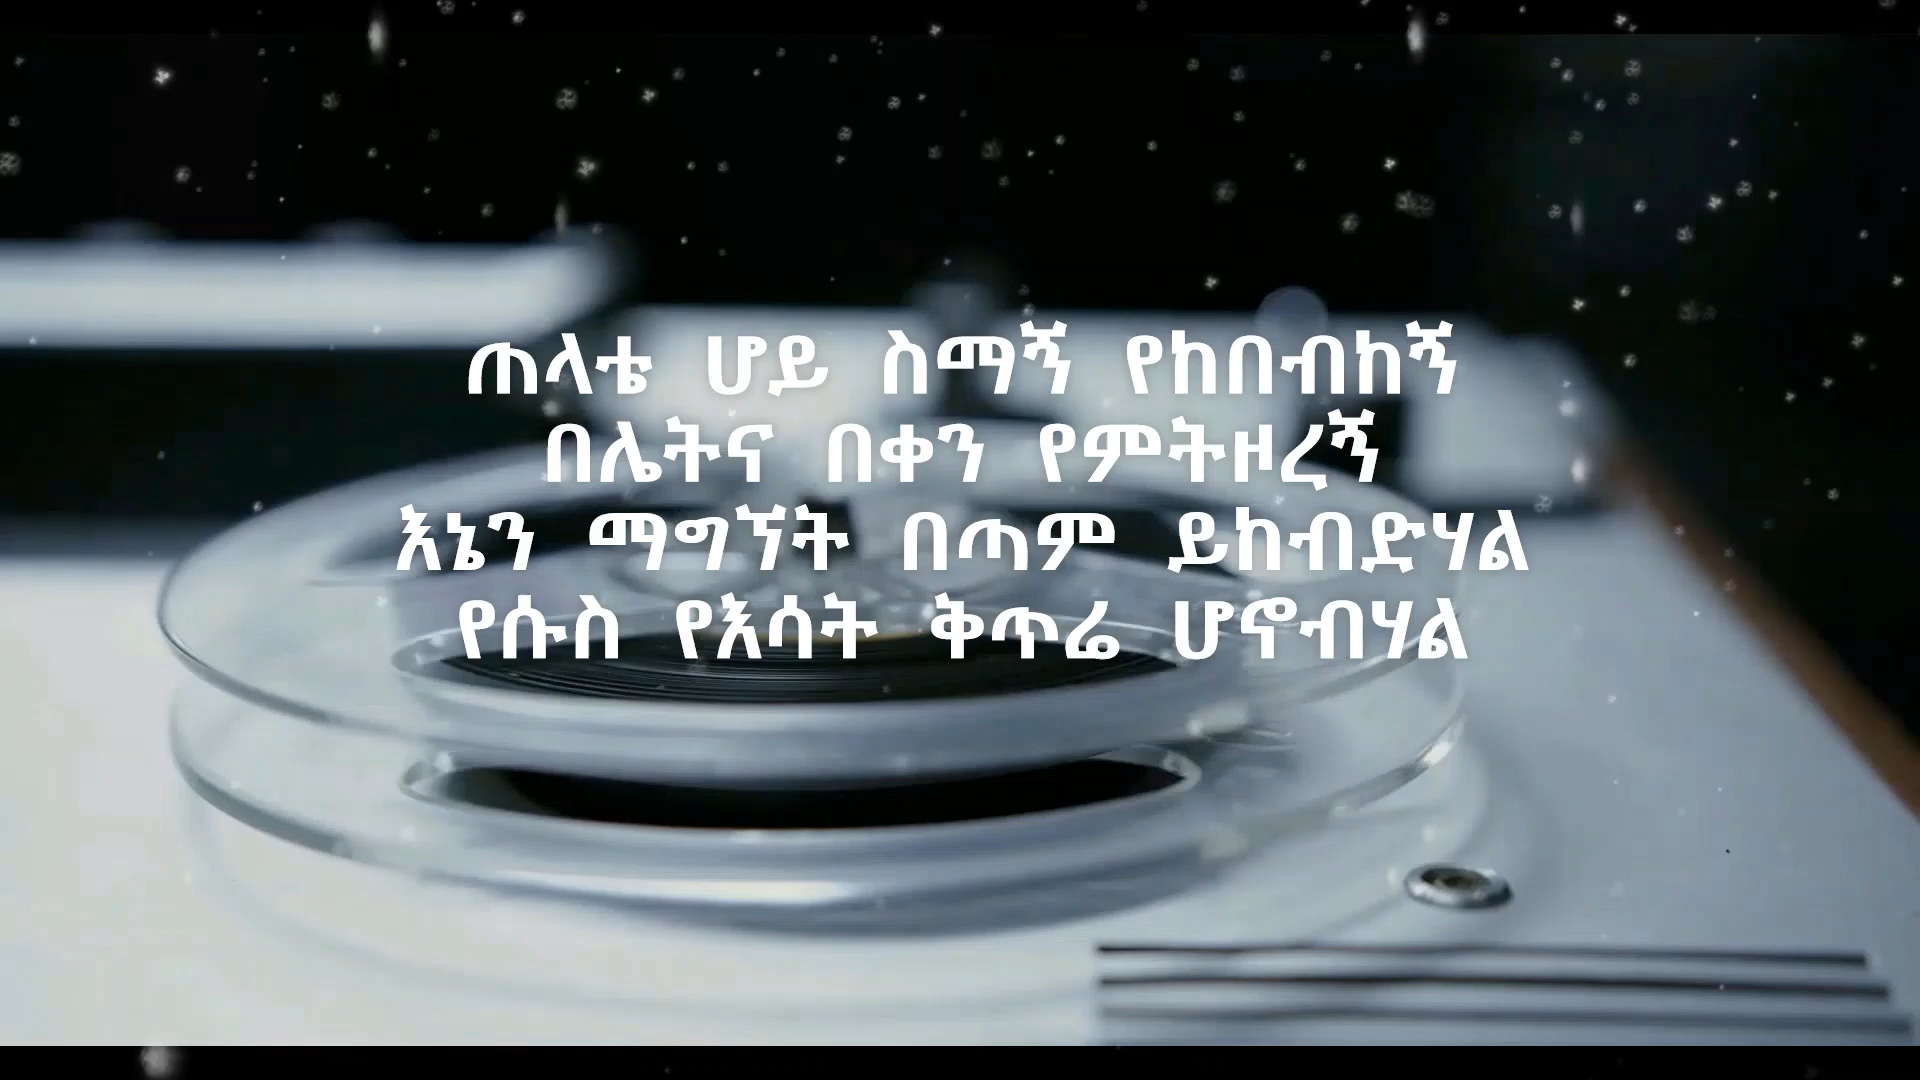 ጠላቴ ሆይ ስማኝ የከበብከኝ
በሌትና በቀን የምትዞረኝ
እኔን ማግኘት በጣም ይከብድሃል
የሱስ የእሳት ቅጥሬ ሆኖብሃል